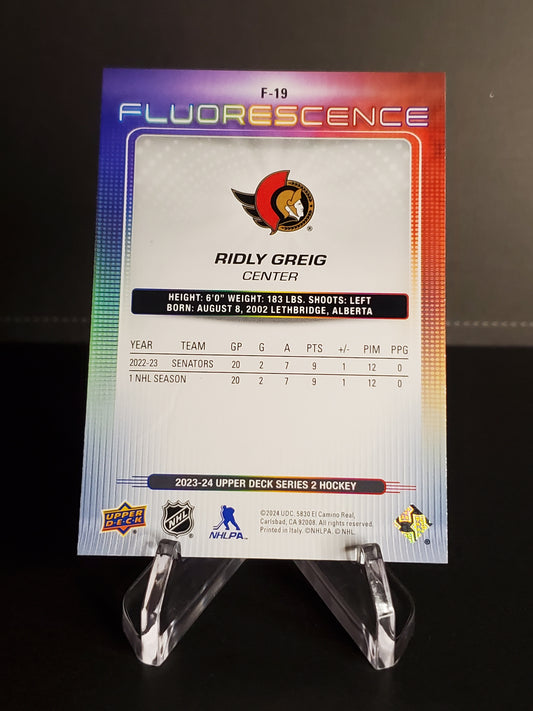 F-19
FLUORESCENCE
®
RIDLY GREIG
CENTER
HEIGHT: 6'0" WEIGHT: 183 LBS. SHOOTS: LEFT
BORN: AUGUST 8, 2002 LETHBRIDGE, ALBERTA
YEAR TEAM GP G A PTS +/- PIM PPG
2022-23 SENATORS 20 2 7 9 1 12 0
1 NHL SEASON 20 2 7 9 1 12 0
2023-24 UPPER DECK SERIES 2 HOCKEY
UPPER DECK
NHL
NHLPA
©2024 UDC. 5830 El Camino Real,
Carlsbad, CA 92008. All rights reserved.
Printed in Italy. ©NHLPA. © NHL.
®